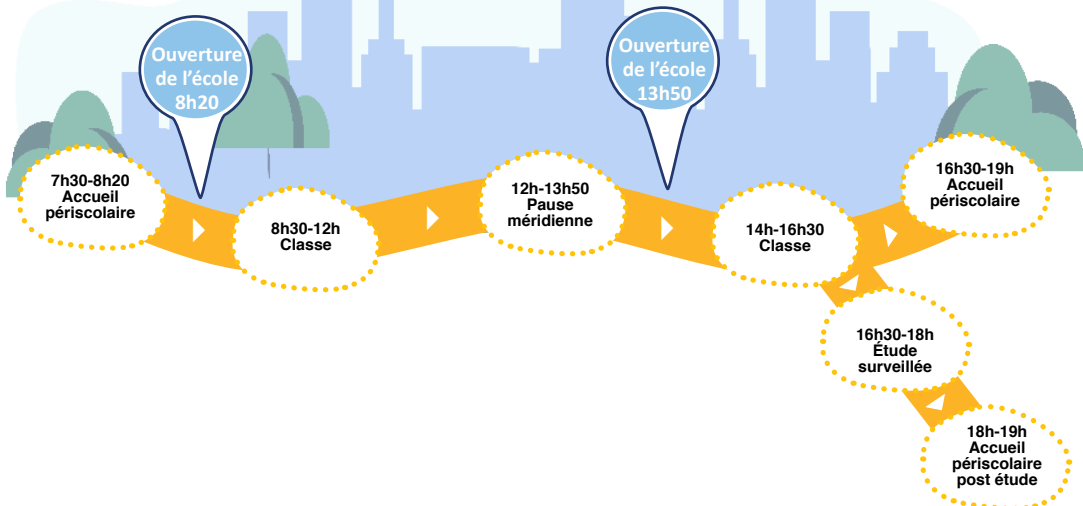 Ouverture
de l’école
8h20
Ouverture
de l’école
13h50
7h30-8h20
Accueil
périscolaire
8h30-12h
Classe
12h-13h50
Pause
méridienne
14h-16h30
Classe
16h30-19h
Accueil
périscolaire
16h30-18h
Étude
surveillée
18h-19h
Accueil
périscolaire
post étude